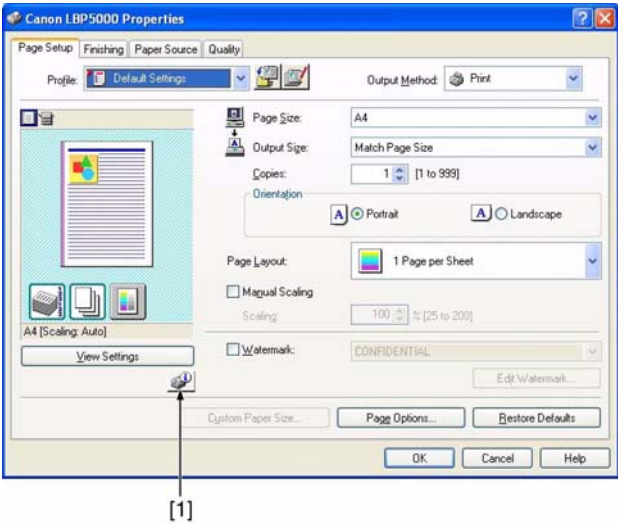 Canon LBP5000 Properties
Page Setup Finishing Paper Source Quality
Profile: Default Settings Output Method: Print
Page Size: A4
Output Size: Match Page Size
Copies: 1 [1 to 999]
Orientation
A Portrait A Landscape
Page Layout: 1 Page per Sheet
Manual Scaling
Scaling: 100 % [25 to 200]
A4 [Scaling: Auto]
View Settings
Watermark: CONFIDENTIAL
Edit Watermark...
Custom Paper Size... Page Options... Restore Defaults
OK Cancel Help
[1]